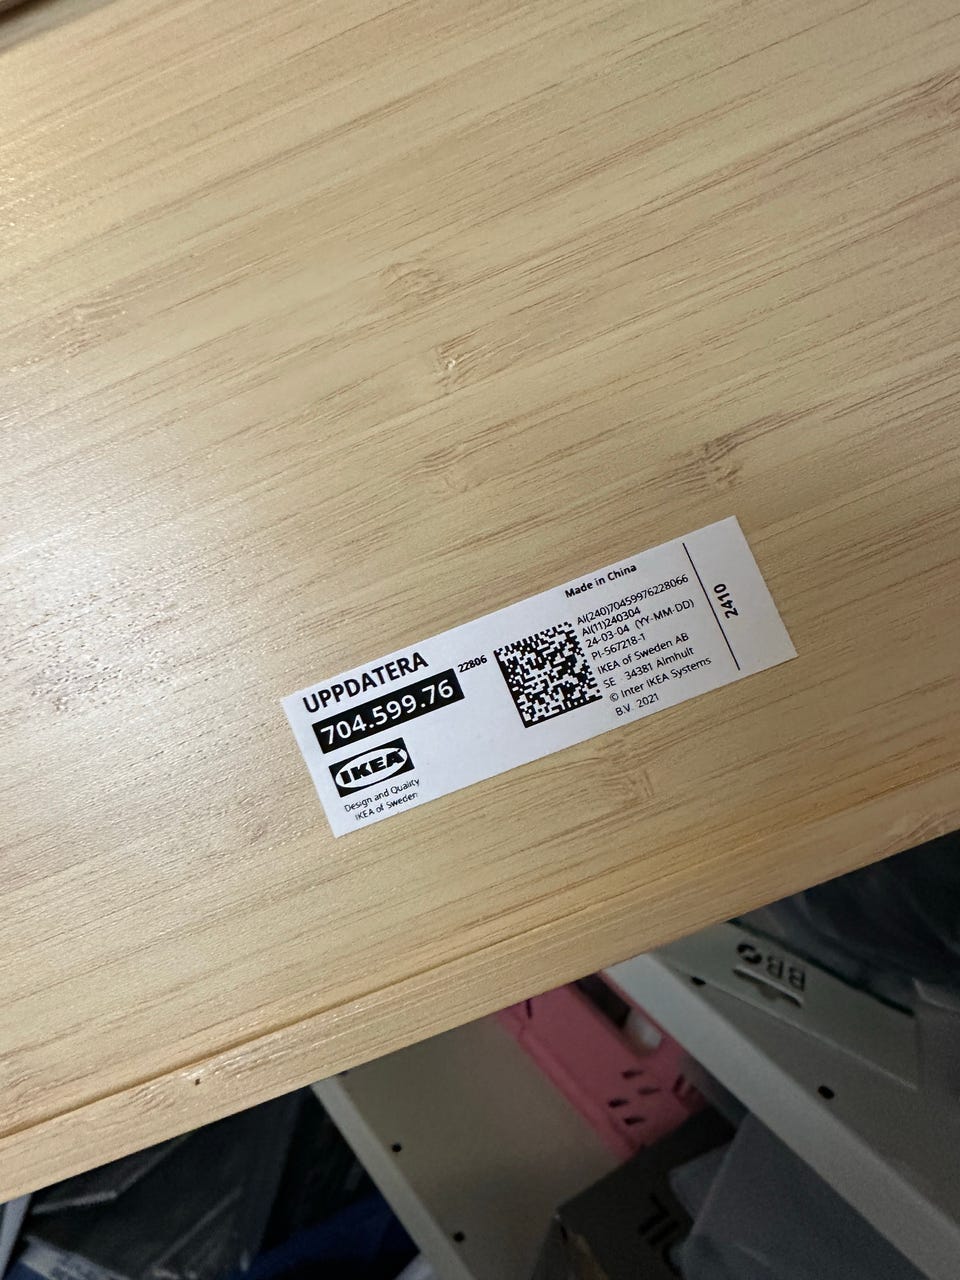 UPPDATERA
22806
704.599.76
IKEA
Design and Quality
IKEA of Sweden
Made in China
AI(240)70459976228066
AI(11)240304
24-03-04 (YY-MM-DD)
PI-567218-1
IKEA of Sweden AB
SE 34381 Älmhult
© Inter IKEA Systems
B.V. 2021
2410